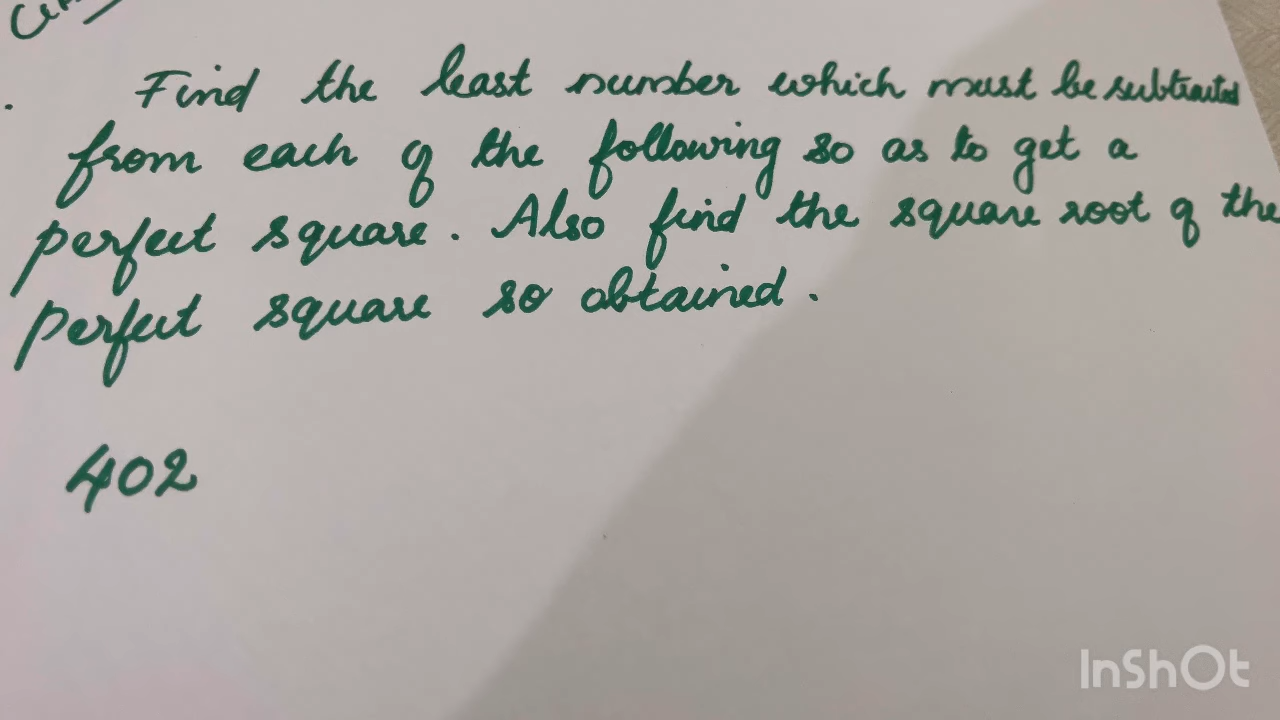 . Find the least number which must be subtracted
from each of the following so as to get a
perfect square. Also find the square root of the
perfect square so obtained.
402
InShOt